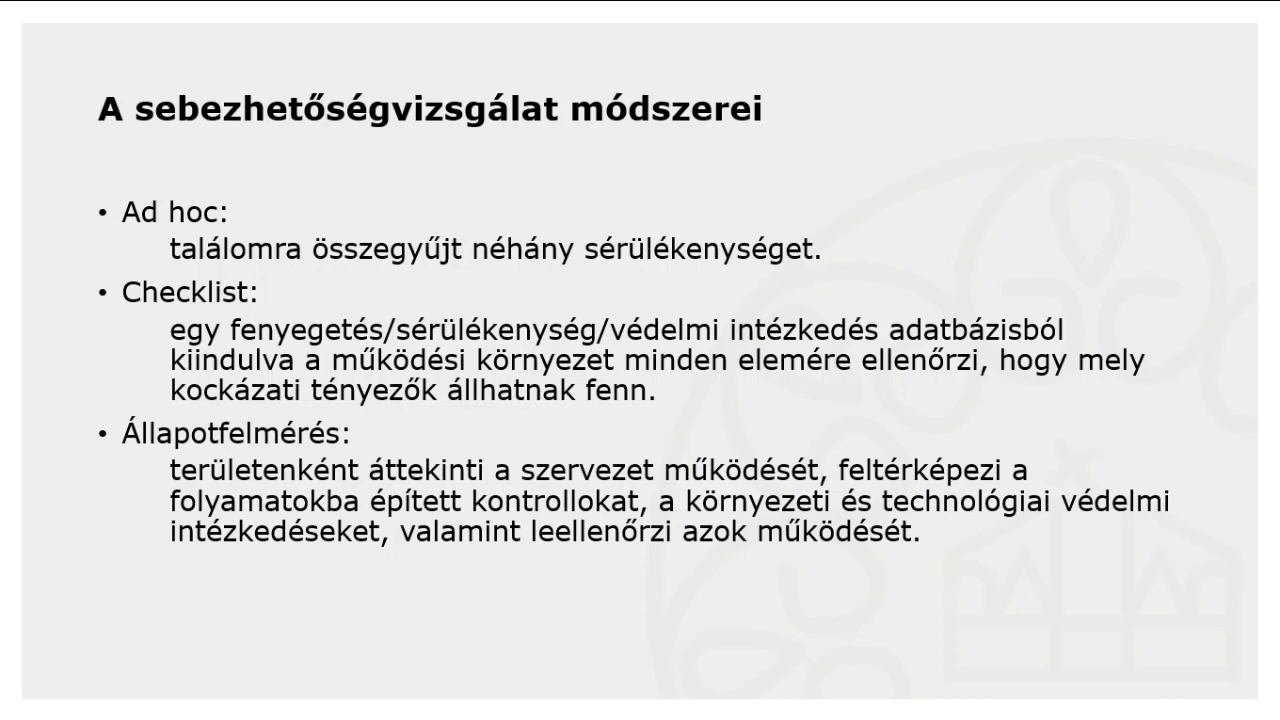 A sebezhetőségvizsgálat módszerei
• Ad hoc:
találomra összegyűjt néhány sérülékenységet.
• Checklist:
egy fenyegetés/sérülékenység/védelmi intézkedés adatbázisból
kiindulva a működési környezet minden elemére ellenőrzi, hogy mely
kockázati tényezők állhatnak fenn.
• Állapotfelmérés:
területenként áttekinti a szervezet működését, feltérképezi a
folyamatokba épített kontrollokat, a környezeti és technológiai védelmi
intézkedéseket, valamint leellenőrzi azok működését.